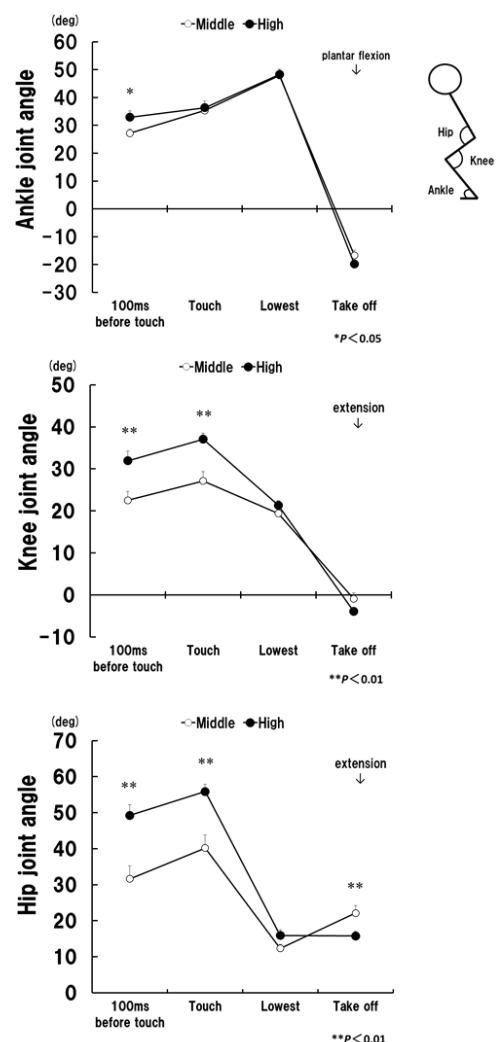 (deg)
Middle High
60
50
40
30
20
10
0
-10
-20
-30
Ankle joint angle
*
plantar flexion
↓
Hip
Knee
Ankle
100ms before touch
Touch
Lowest
Take off
*P<0.05
(deg)
Middle High
50
40
30
20
10
0
-10
Knee joint angle
**
**
extension
↓
100ms before touch
Touch
Lowest
Take off
**P<0.01
(deg)
Middle High
70
60
50
40
30
20
10
0
Hip joint angle
**
**
extension
↓
**
100ms before touch
Touch
Lowest
Take off
**P<0.01